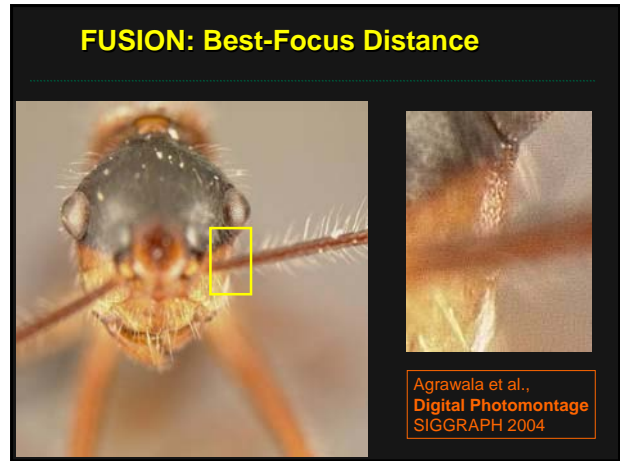 FUSION: Best-Focus Distance
Agrawala et al.,
Digital Photomontage
SIGGRAPH 2004